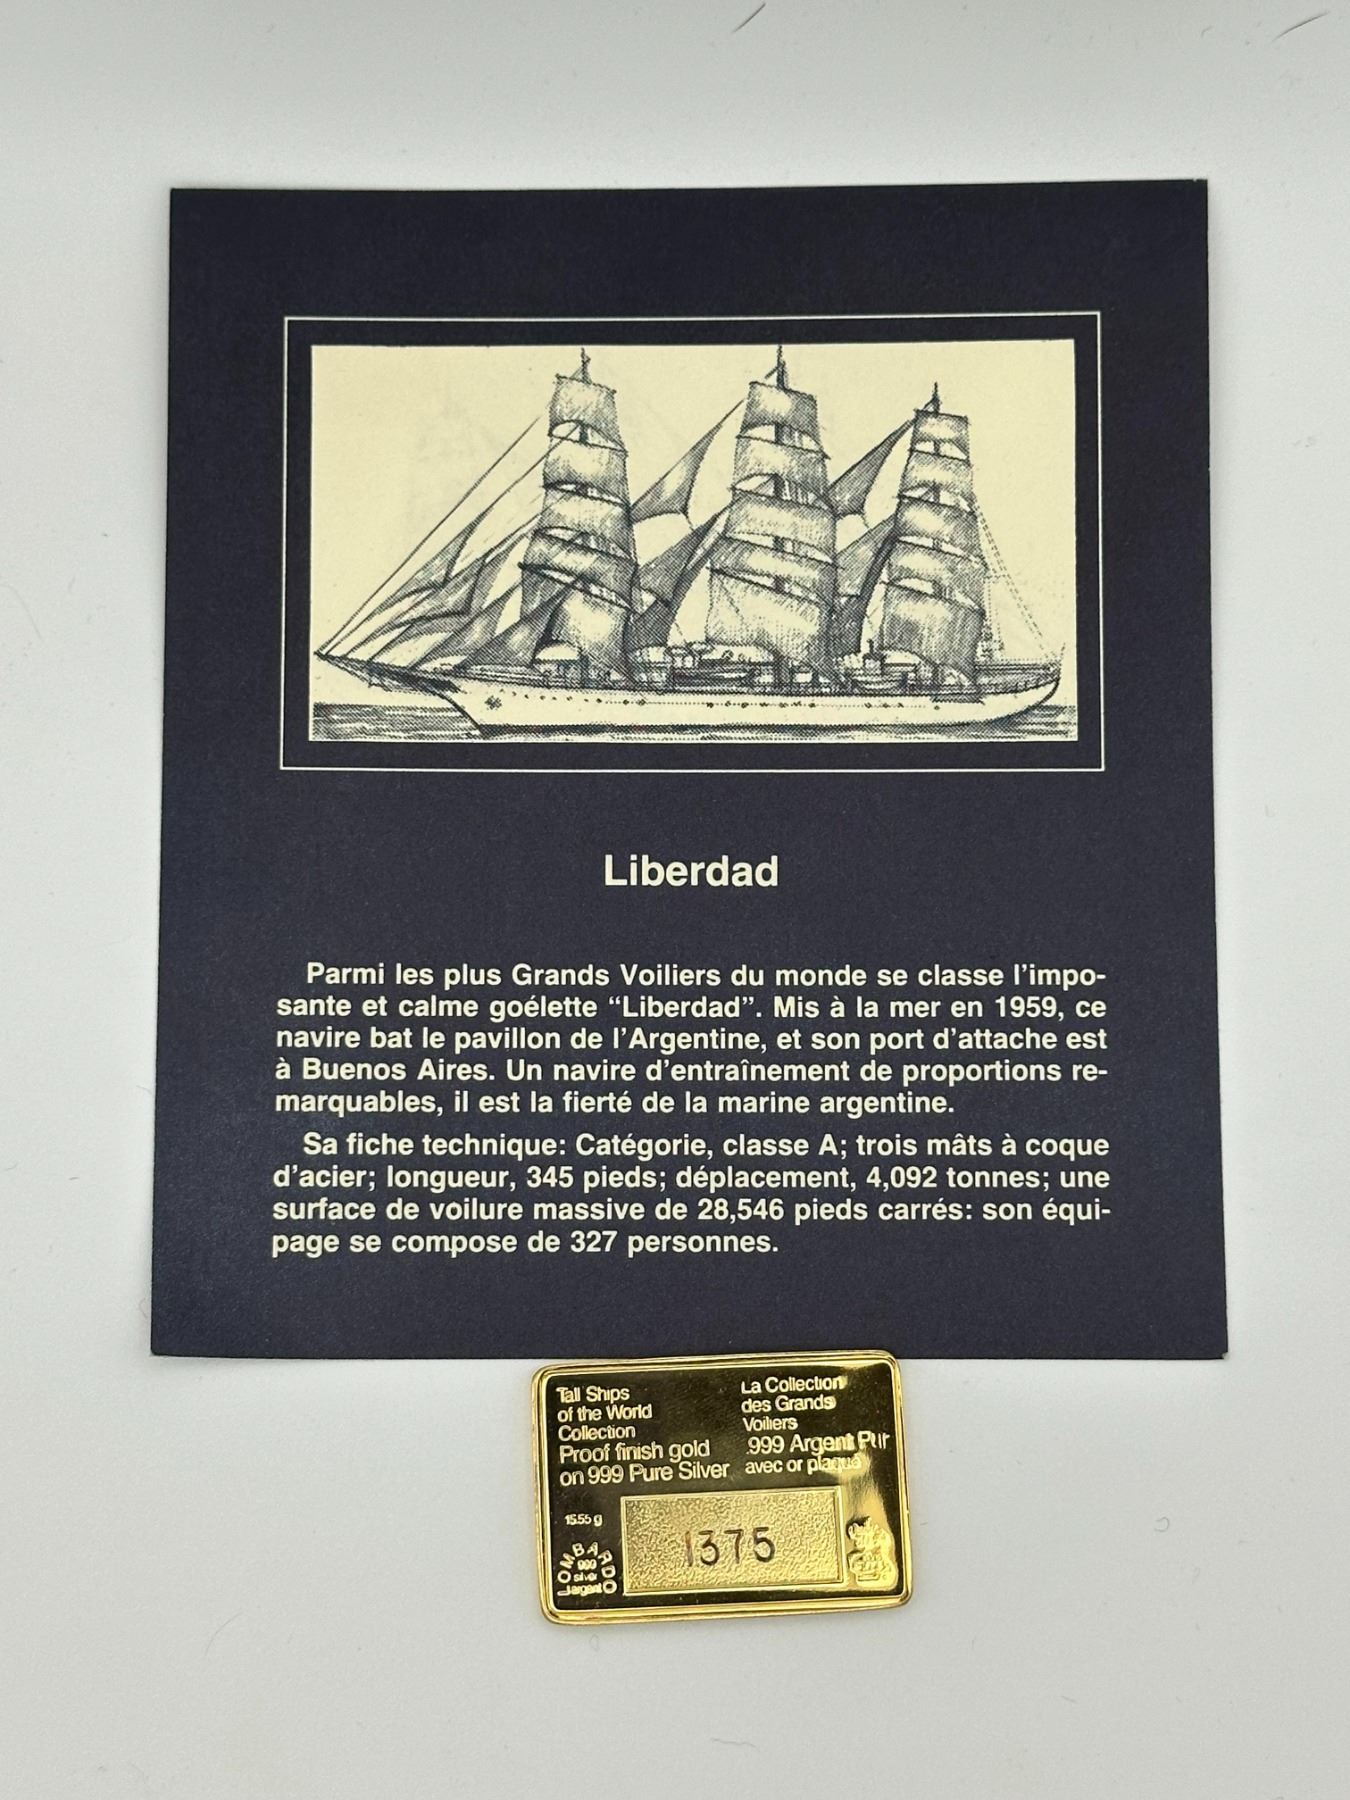 Liberdad
Parmi les plus Grands Voiliers du monde se classe l'impo-
sante et calme goélette “Liberdad”. Mis à la mer en 1959, ce
navire bat le pavillon de l'Argentine, et son port d'attache est
à Buenos Aires. Un navire d'entraînement de proportions re-
marquables, il est la fierté de la marine argentine.
Sa fiche technique: Catégorie, classe A; trois mâts à coque
d'acier; longueur, 345 pieds; déplacement, 4,092 tonnes; une
surface de voilure massive de 28,546 pieds carrés: son équi-
page se compose de 327 personnes.
Tall Ships
of the World
Collection
Proof finish gold
on 999 Pure Silver
La Collection
des Grands
Voiliers
.999 Argent Pur
avec or plaqué
15.55 g
LOMBARDO
999
silver
argent
1375